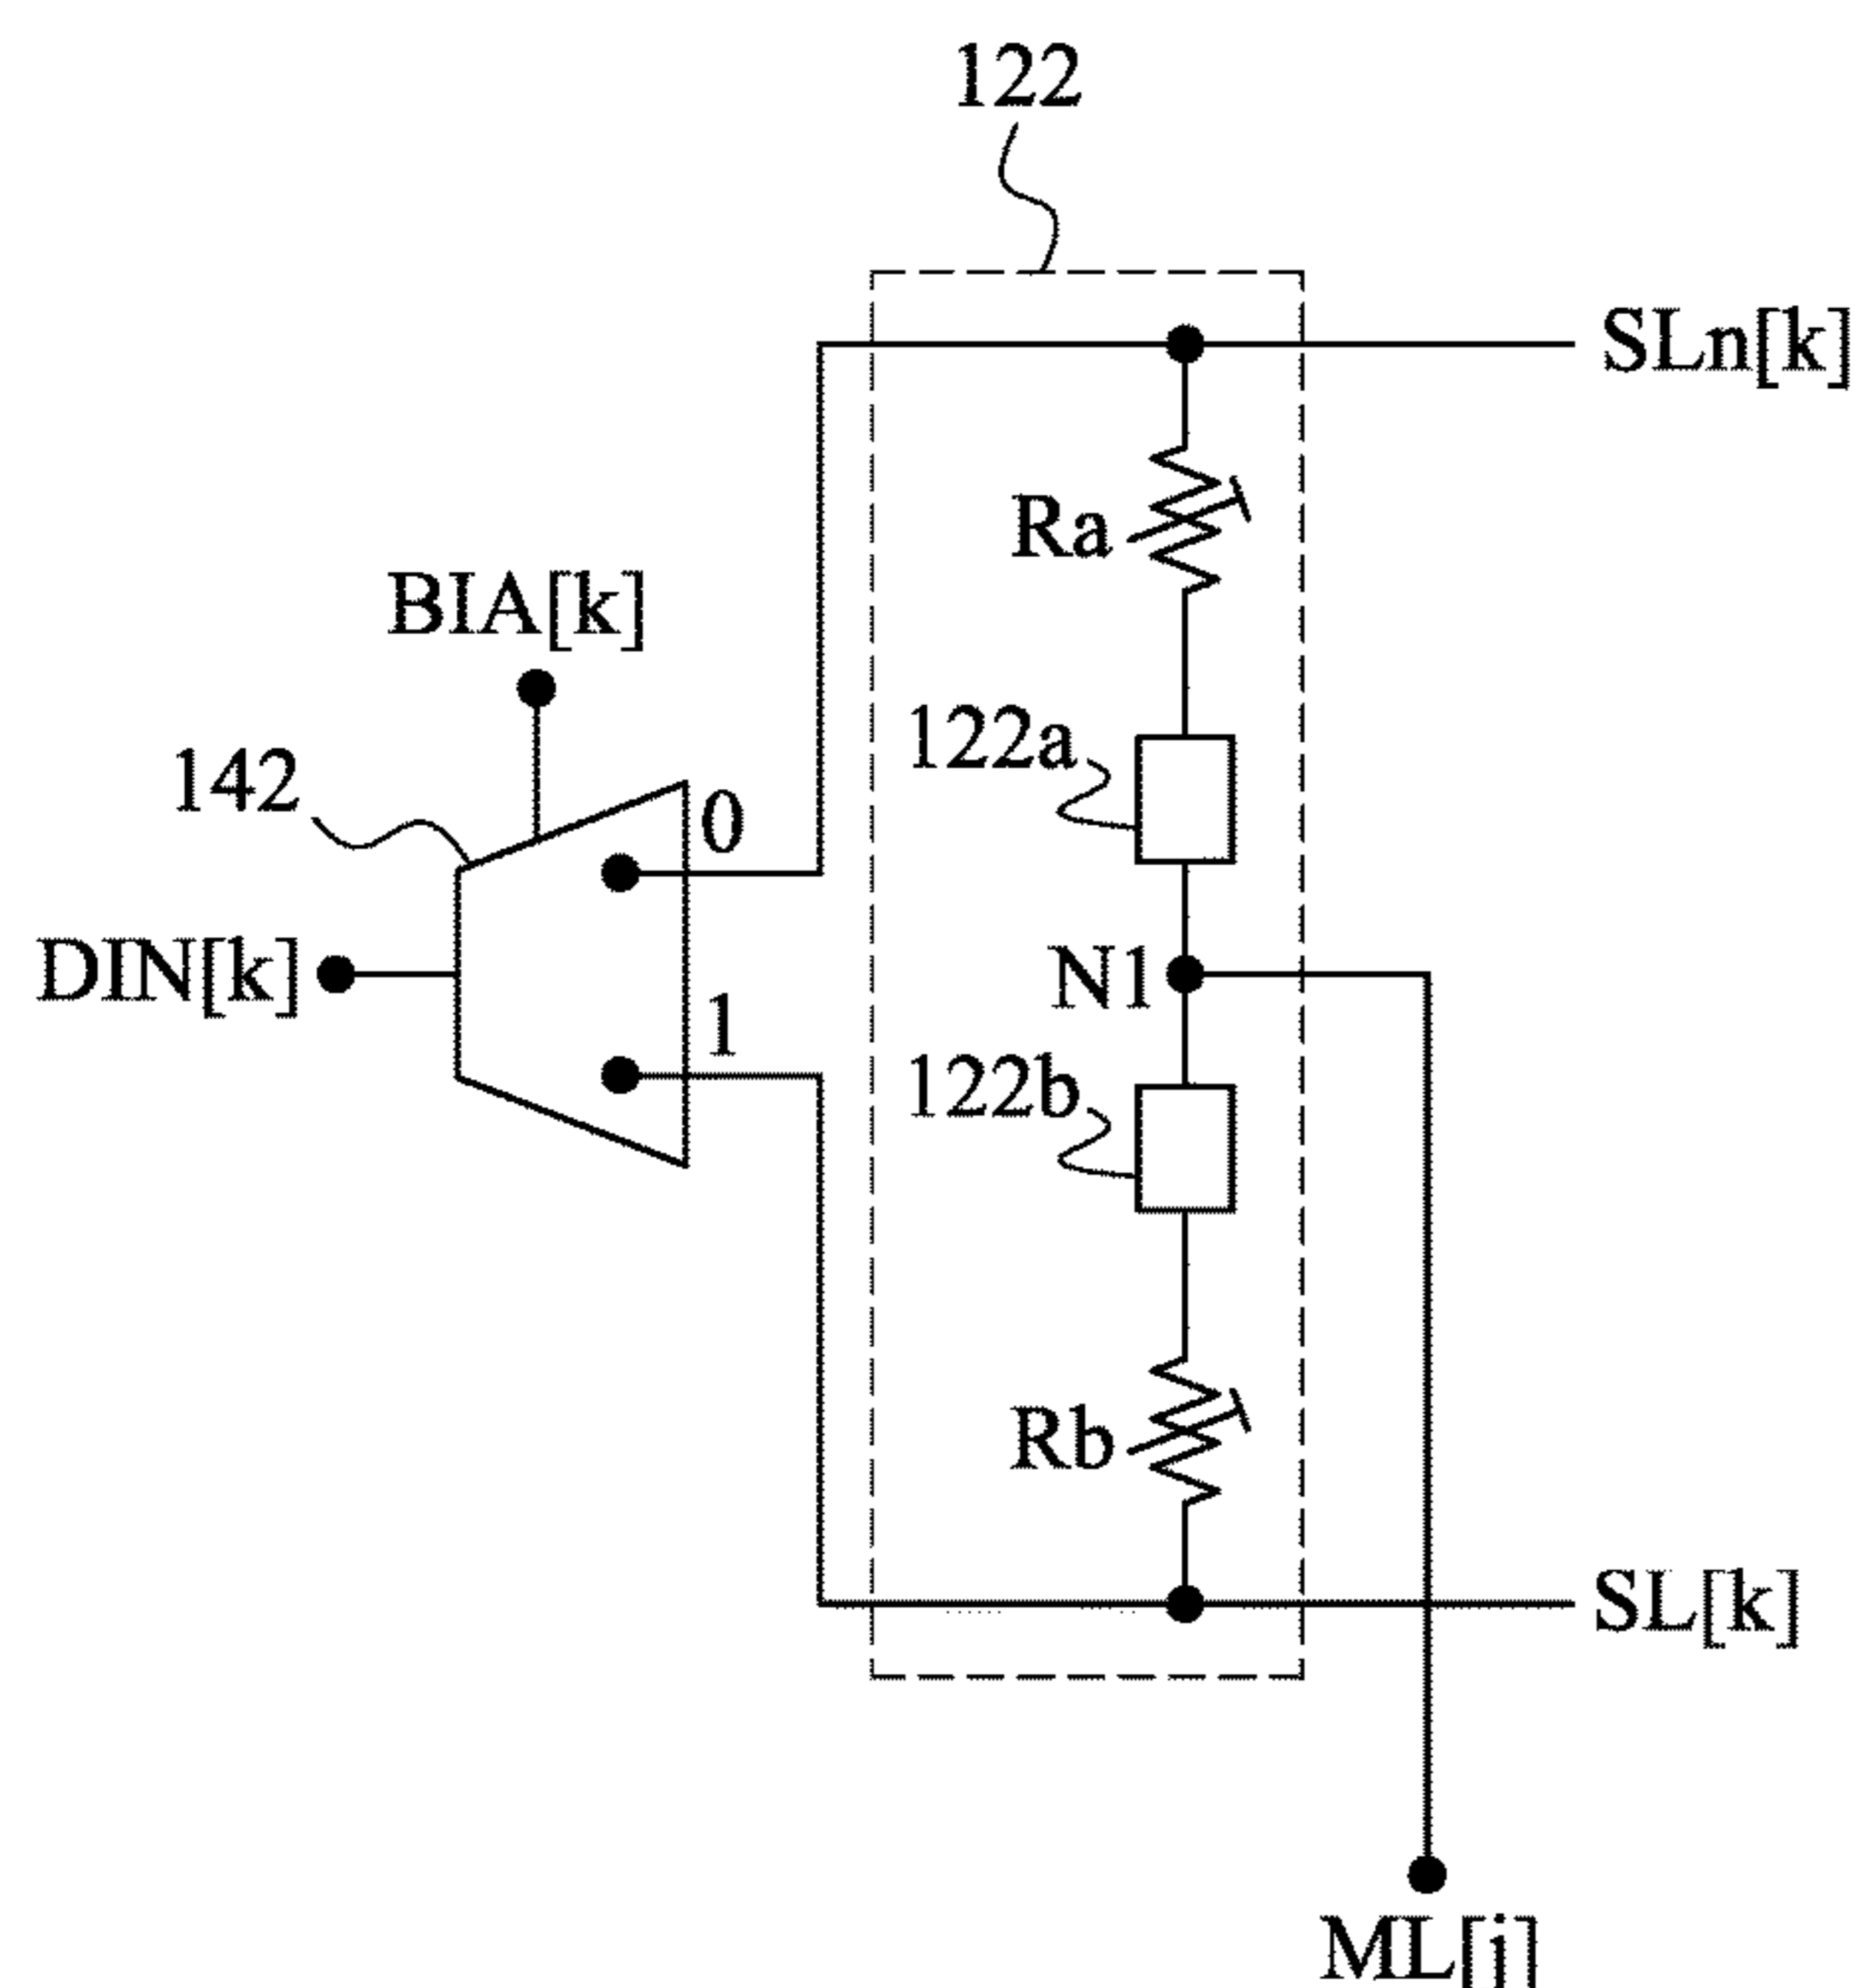 122
SLn[k]
Ra
BIA[k]
122a
142
0
DIN[k]
N1
1
122b
Rb
SL[k]
ML[j]